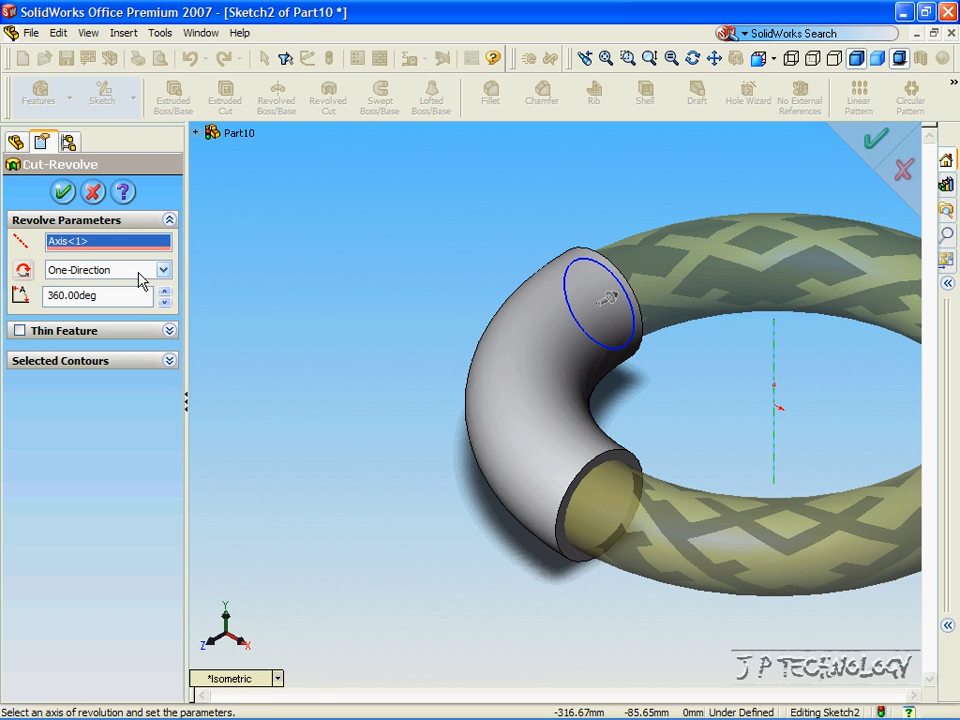 SolidWorks Office Premium 2007 - [Sketch2 of Part10 *]
File Edit View Insert Tools Window Help
SolidWorks Search
Features Sketch Extruded Boss/Base Extruded Cut Revolved Boss/Base Revolved Cut Swept Boss/Base Lofted Boss/Base Fillet Chamfer Rib Shell Draft Hole Wizard No External References Linear Pattern Circular Pattern
Part10
Cut-Revolve
Revolve Parameters
Axis<1>
One-Direction
360.00deg
Thin Feature
Selected Contours
Y
Z X
*Isometric
J P TECHNOLOGY
Select an axis of revolution and set the parameters. -316.67mm -85.65mm 0mm Under Defined Editing Sketch2